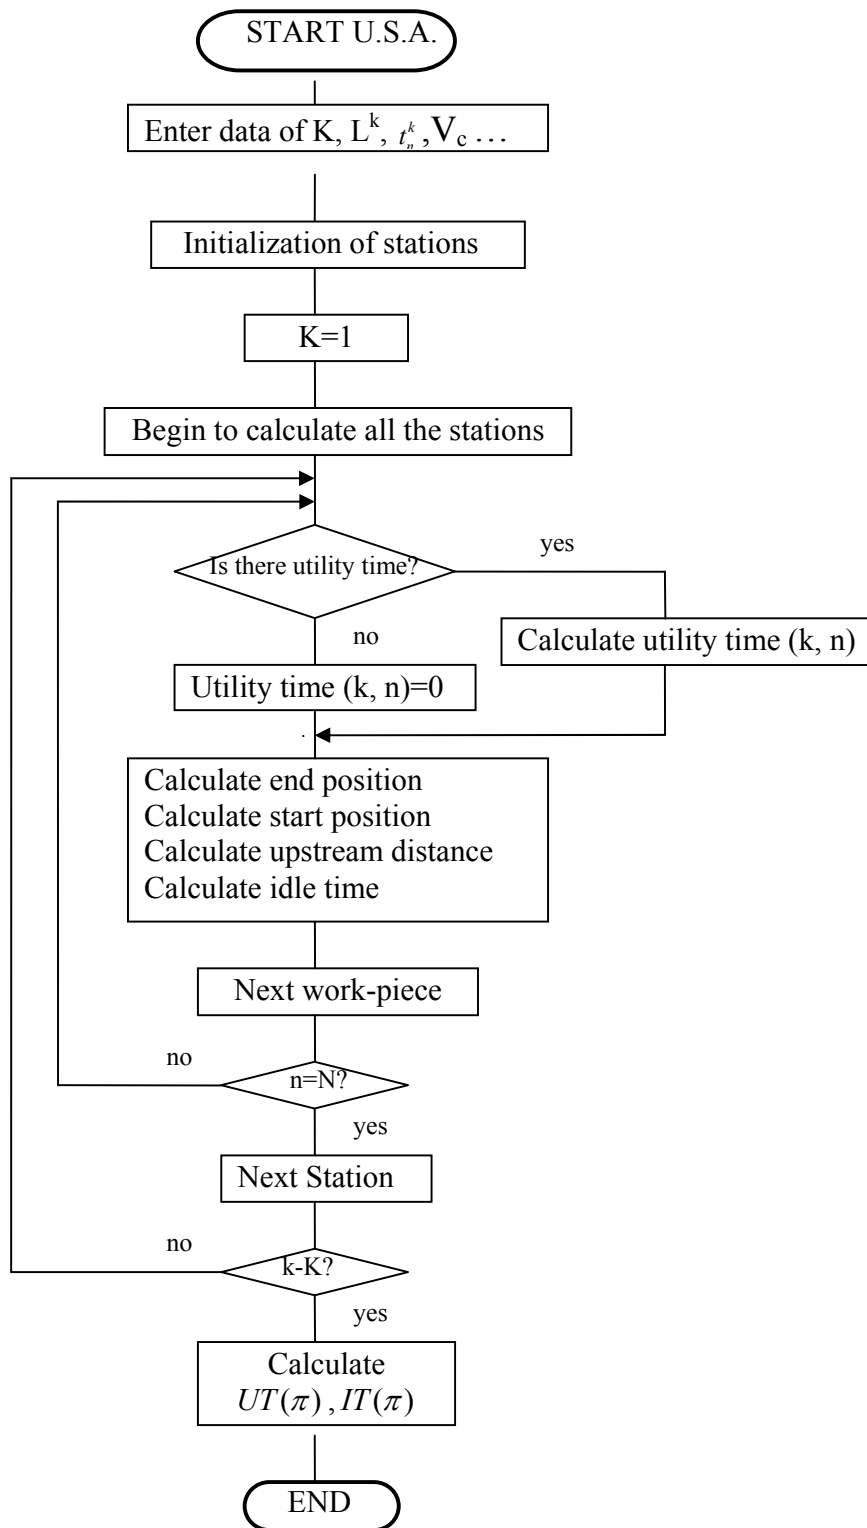 START U.S.A.
Enter data of K, L^k, t_n^k, V_c …
Initialization of stations
K=1
Begin to calculate all the stations
Is there utility time?
yes
no
Calculate utility time (k, n)
Utility time (k, n)=0
Calculate end position
Calculate start position
Calculate upstream distance
Calculate idle time
Next work-piece
no
n=N?
yes
Next Station
no
k-K?
yes
Calculate
UT(π), IT(π)
END